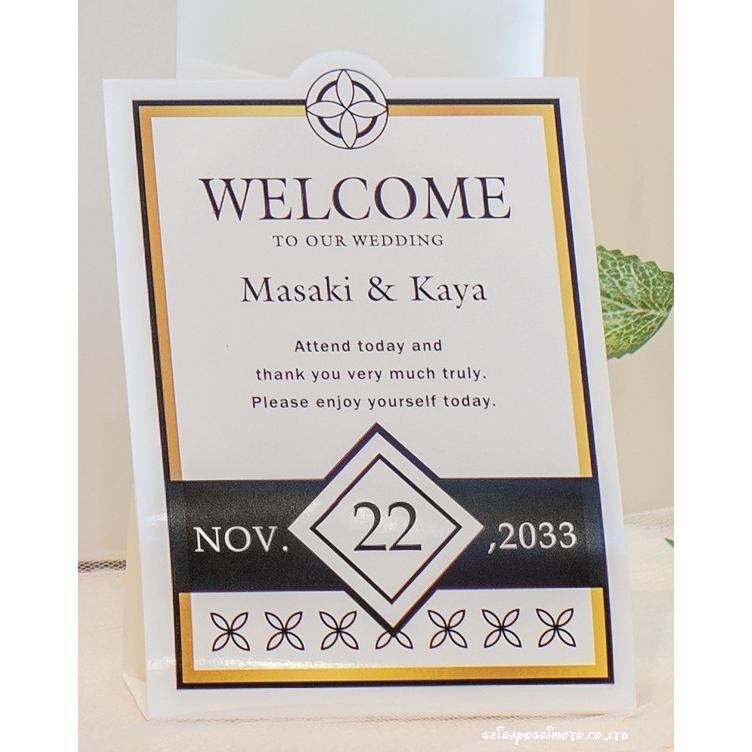 WELCOME
TO OUR WEDDING
Masaki & Kaya
Attend today and
thank you very much truly.
Please enjoy yourself today.
NOV. 22 ,2033